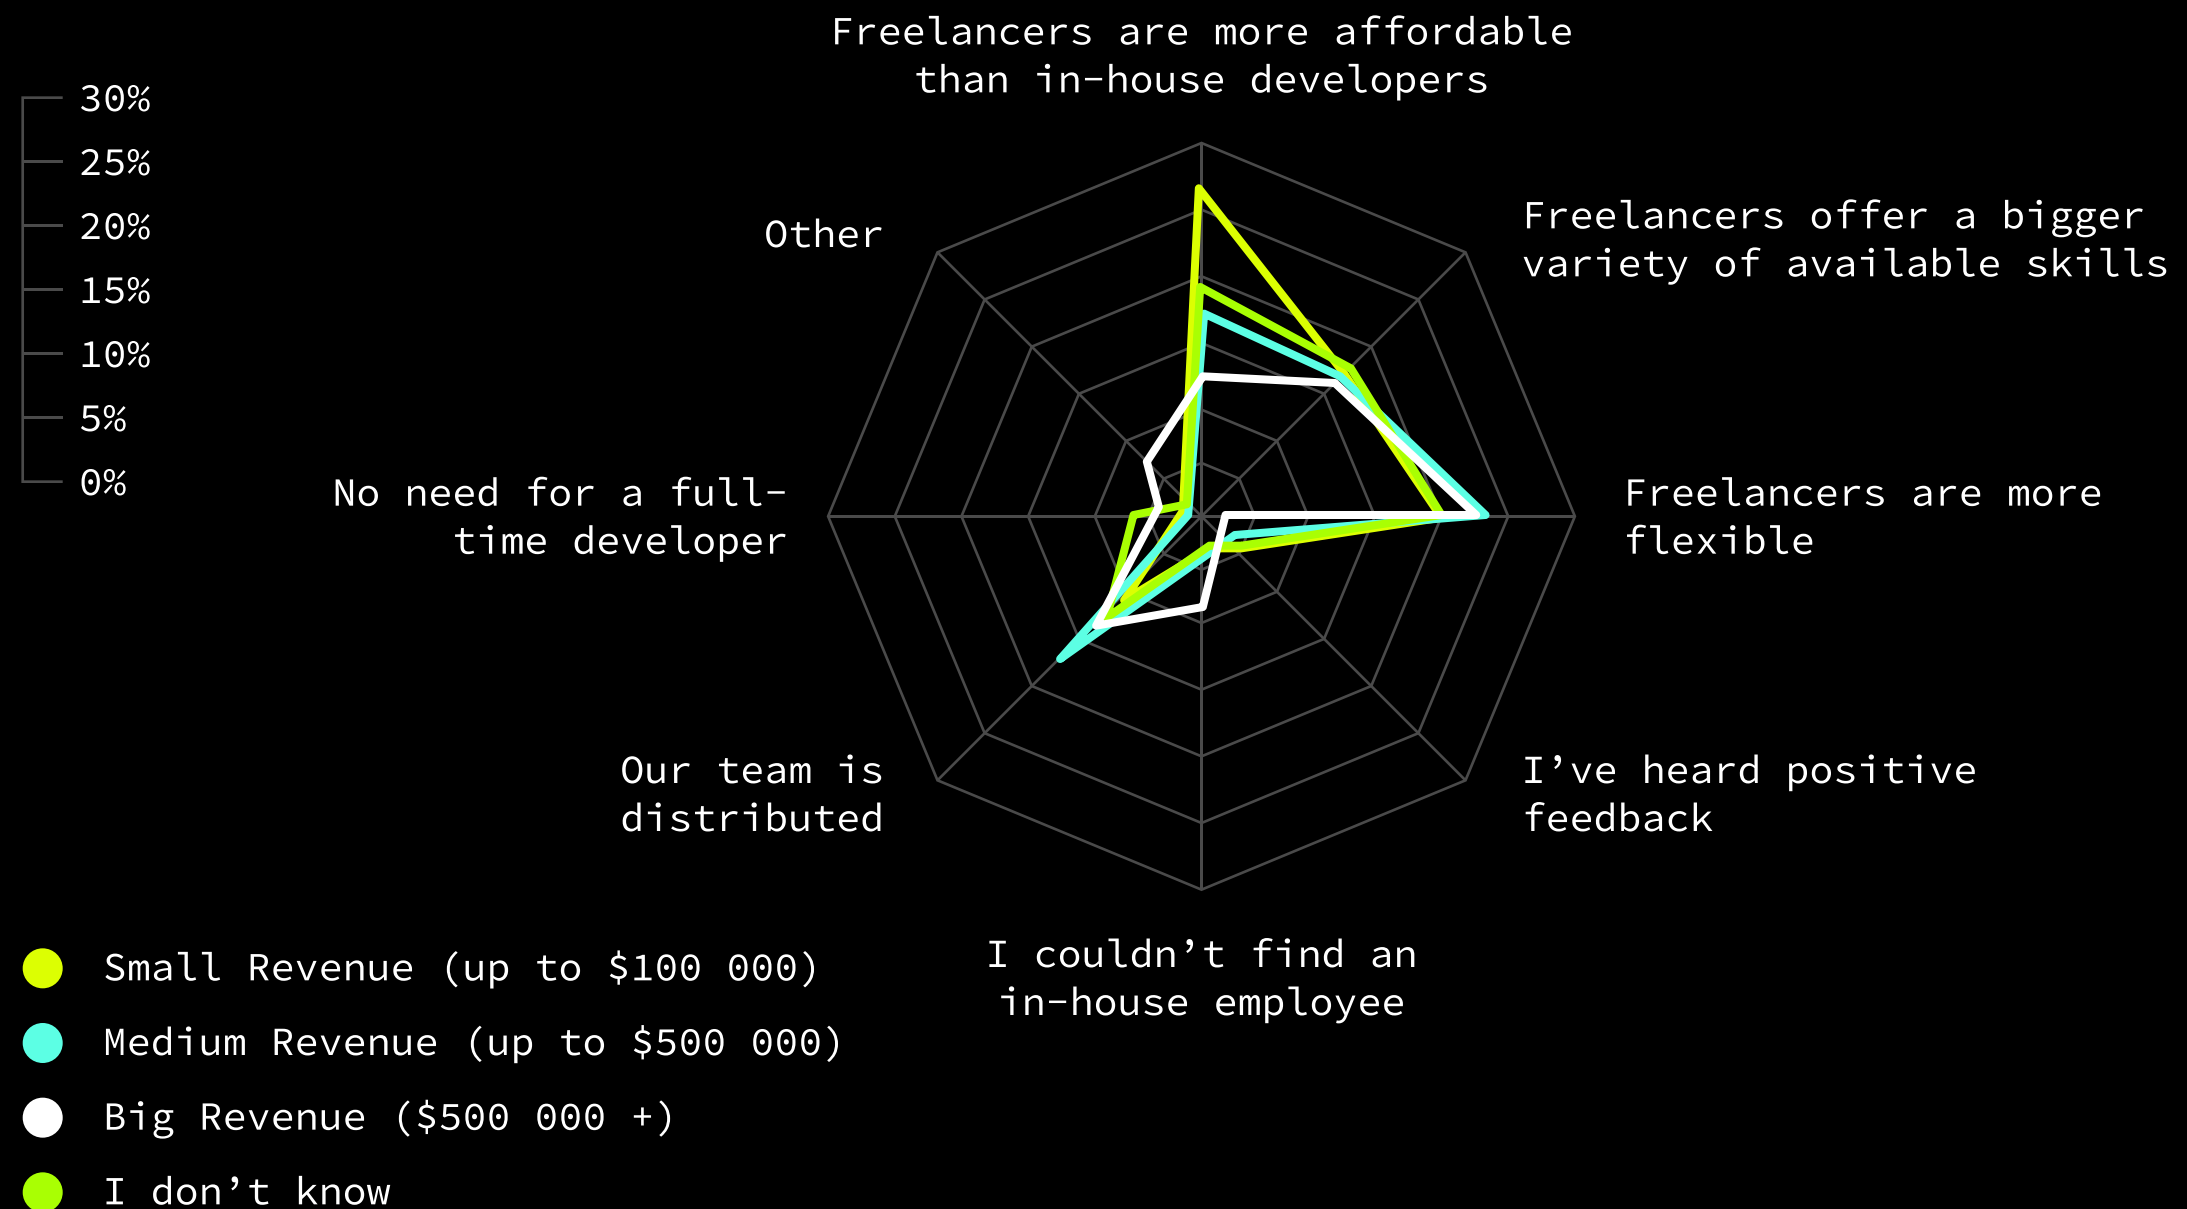 Freelancers are more affordable
than in-house developers
30%
25%
20%
15%
10%
5%
0%
Other
Freelancers offer a bigger
variety of available skills
No need for a full-
time developer
Freelancers are more
flexible
Our team is
distributed
I’ve heard positive
feedback
I couldn’t find an
in-house employee
Small Revenue (up to $100 000)
Medium Revenue (up to $500 000)
Big Revenue ($500 000 +)
I don’t know